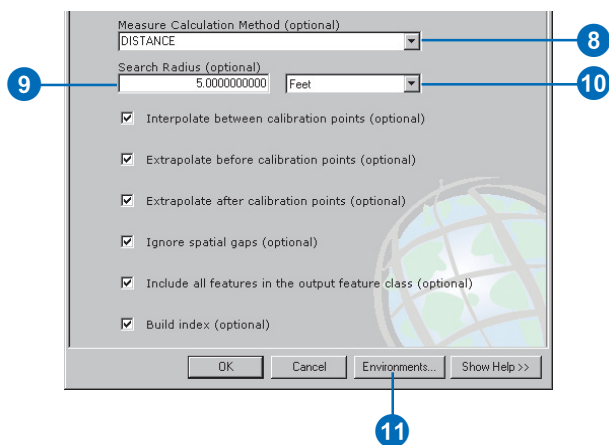 Measure Calculation Method (optional)
DISTANCE
8
Search Radius (optional)
9
5.0000000000
Feet
10
Interpolate between calibration points (optional)
Extrapolate before calibration points (optional)
Extrapolate after calibration points (optional)
Ignore spatial gaps (optional)
Include all features in the output feature class (optional)
Build index (optional)
OK
Cancel
Environments...
Show Help >>
11